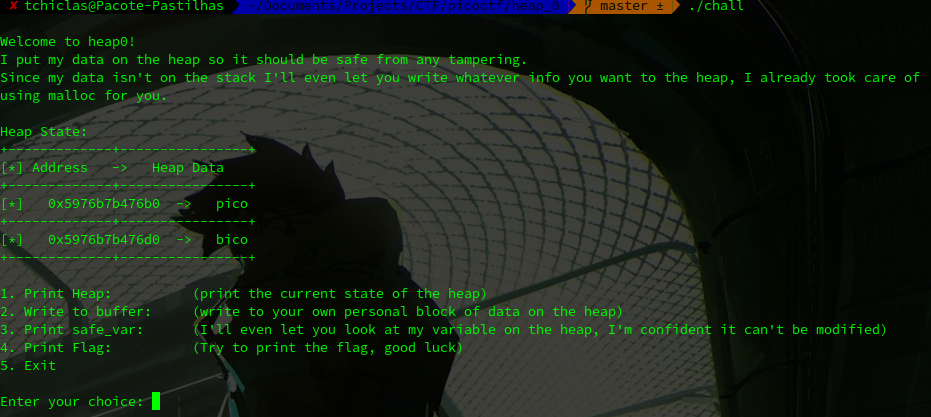 ✘ tchiclas@Pacote-Pastilhas ~/Documents/Projects/CTF/picoctf/heap 0 master ± ./chall
Welcome to heap0!
I put my data on the heap so it should be safe from any tampering.
Since my data isn't on the stack I'll even let you write whatever info you want to the heap, I already took care of
using malloc for you.
Heap State:
+-------------+----------------+
[*] Address   ->   Heap Data
+-------------+----------------+
[*]   0x5976b7b476b0  ->   pico
+-------------+----------------+
[*]   0x5976b7b476d0  ->   bico
+-------------+----------------+
1. Print Heap:          (print the current state of the heap)
2. Write to buffer:     (write to your own personal block of data on the heap)
3. Print safe_var:      (I'll even let you look at my variable on the heap, I'm confident it can't be modified)
4. Print Flag:          (Try to print the flag, good luck)
5. Exit
Enter your choice: